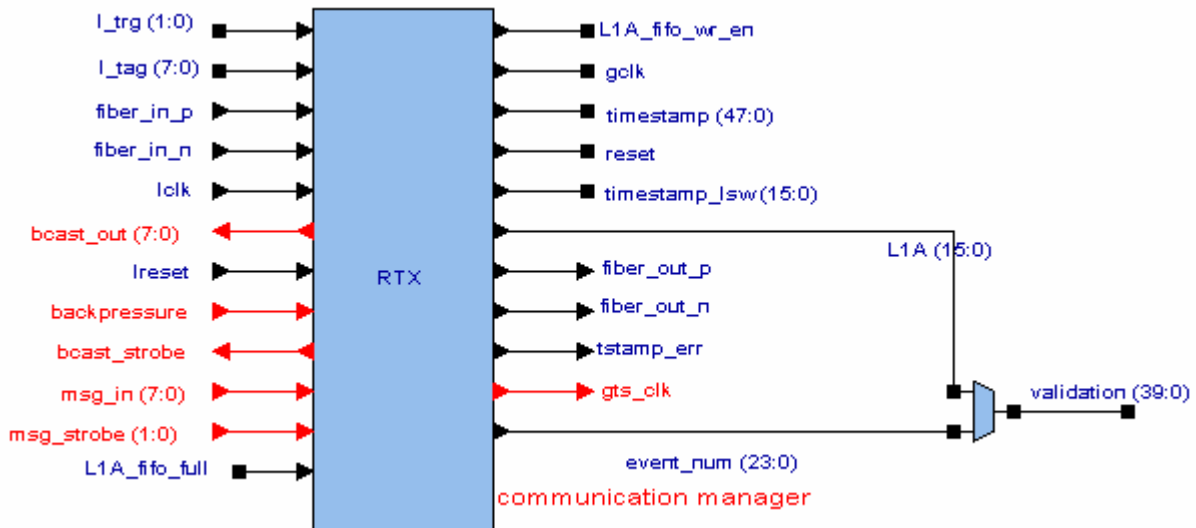 l_trg (1:0)
L1A_fifo_wr_en
l_tag (7:0)
gclk
fiber_in_p
timestamp (47:0)
fiber_in_n
reset
lclk
timestamp_lsw (15:0)
bcast_out (7:0)
L1A (15:0)
lreset
RTX
fiber_out_p
backpressure
fiber_out_n
bcast_strobe
tstamp_err
msg_in (7:0)
gts_clk
validation (39:0)
msg_strobe (1:0)
L1A_fifo_full
event_num (23:0)
communication manager